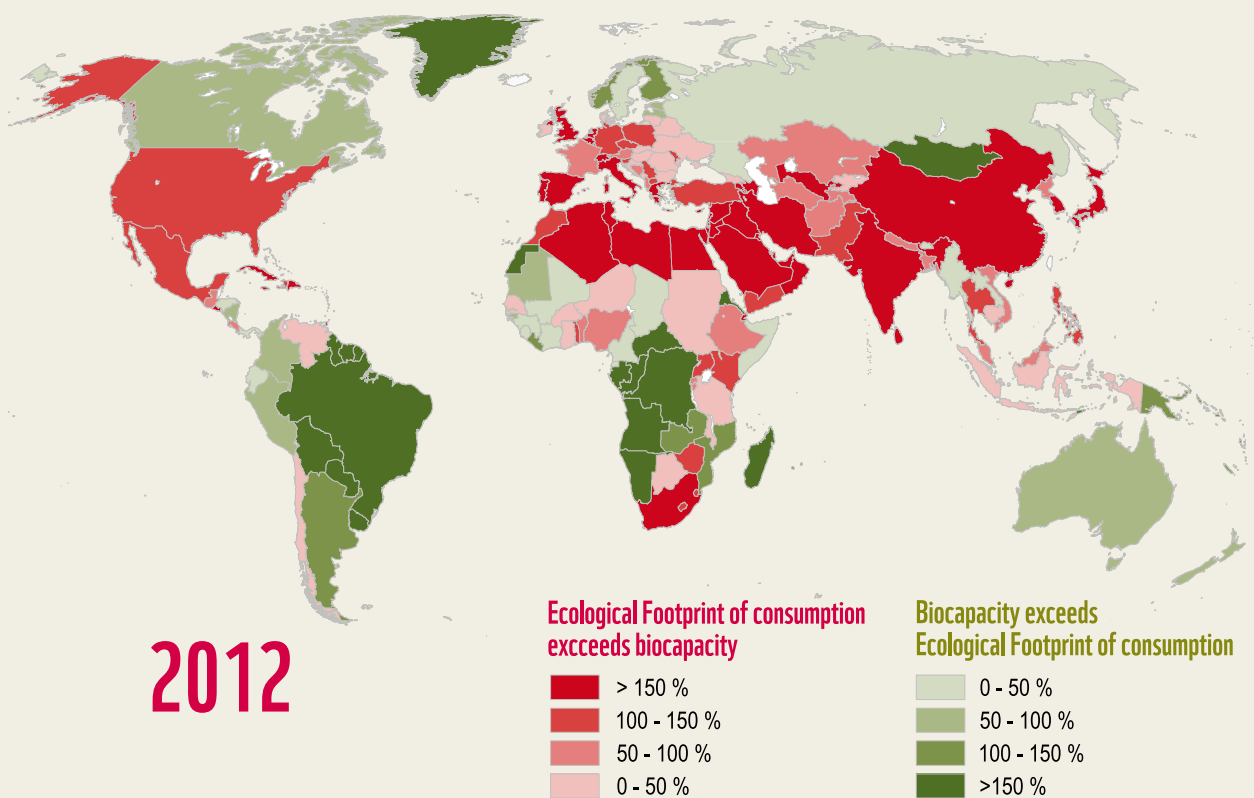 2012
Ecological Footprint of consumption
excceeds biocapacity
> 150 %
100 - 150 %
50 - 100 %
0 - 50 %
Biocapacity exceeds
Ecological Footprint of consumption
0 - 50 %
50 - 100 %
100 - 150 %
>150 %